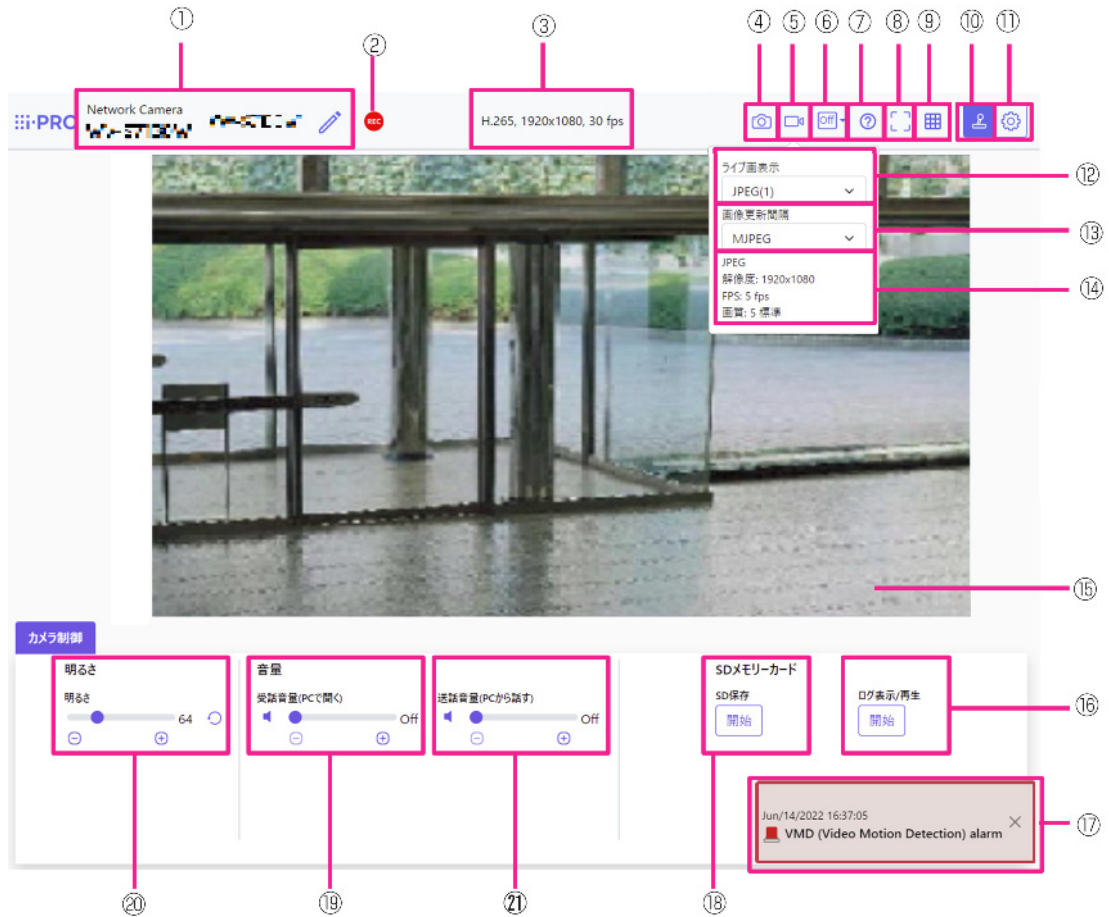 ① ② ③ ④ ⑤ ⑥ ⑦ ⑧ ⑨ ⑩ ⑪
i-PRO
Network Camera
REC
H.265, 1920x1080, 30 fps
Off
ライブ画表示
JPEG(1)
⑫
画像更新間隔
MJPEG
⑬
JPEG
解像度: 1920x1080
FPS: 5 fps
画質: 5 標準
⑭
⑮
カメラ制御
明るさ
明るさ
64
音量
受話音量(PCで聞く)
Off
送話音量(PCから話す)
Off
SDメモリーカード
SD保存
開始
ログ表示/再生
開始
⑯
Jun/14/2022 16:37:05
VMD (Video Motion Detection) alarm
⑰
⑳ ⑲ ㉑ ⑱